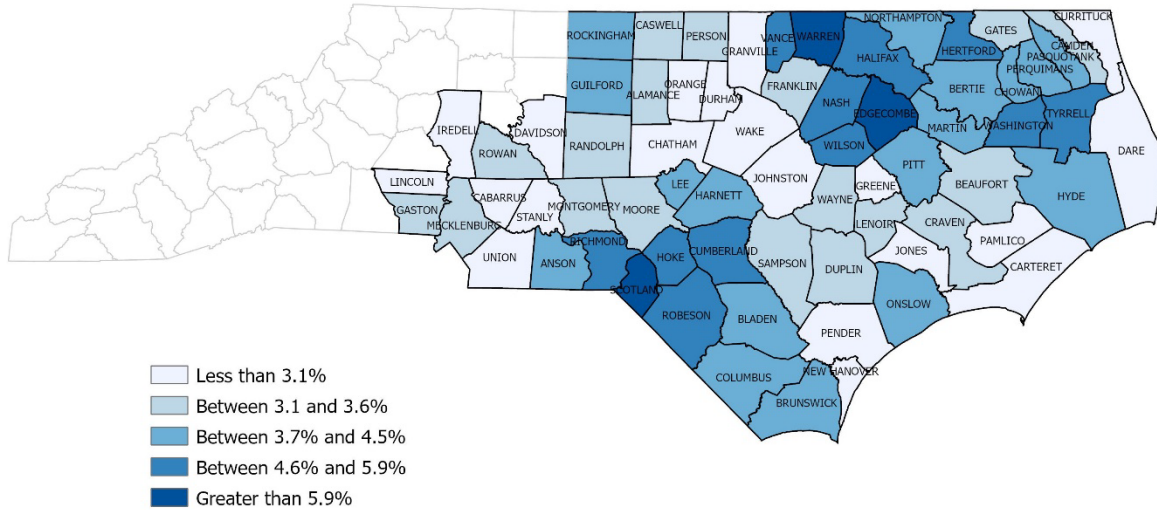 ROCKINGHAM
CASWELL
PERSON
GRANVILLE
VANCE
WARREN
NORTHAMPTON
HALIFAX
HERTFORD
GATES
CURRITUCK
CAMDEN
PASQUOTANK
PERQUIMANS
CHOWAN
BERTIE
GUILFORD
ALAMANCE
ORANGE
DURHAM
FRANKLIN
NASH
EDGECOMBE
MARTIN
WASHINGTON
TYRRELL
DARE
IREDELL
DAVIDSON
ROWAN
RANDOLPH
CHATHAM
WAKE
WILSON
PITT
BEAUFORT
HYDE
LINCOLN
GASTON
MECKLENBURG
CABARRUS
STANLY
MONTGOMERY
MOORE
LEE
HARNETT
JOHNSTON
WAYNE
GREENE
LENOIR
CRAVEN
PAMLICO
UNION
ANSON
RICHMOND
SCOTLAND
HOKE
CUMBERLAND
SAMPSON
DUPLIN
JONES
CARTERET
ROBESON
BLADEN
PENDER
ONSLOW
COLUMBUS
NEW HANOVER
BRUNSWICK
Less than 3.1%
Between 3.1 and 3.6%
Between 3.7% and 4.5%
Between 4.6% and 5.9%
Greater than 5.9%